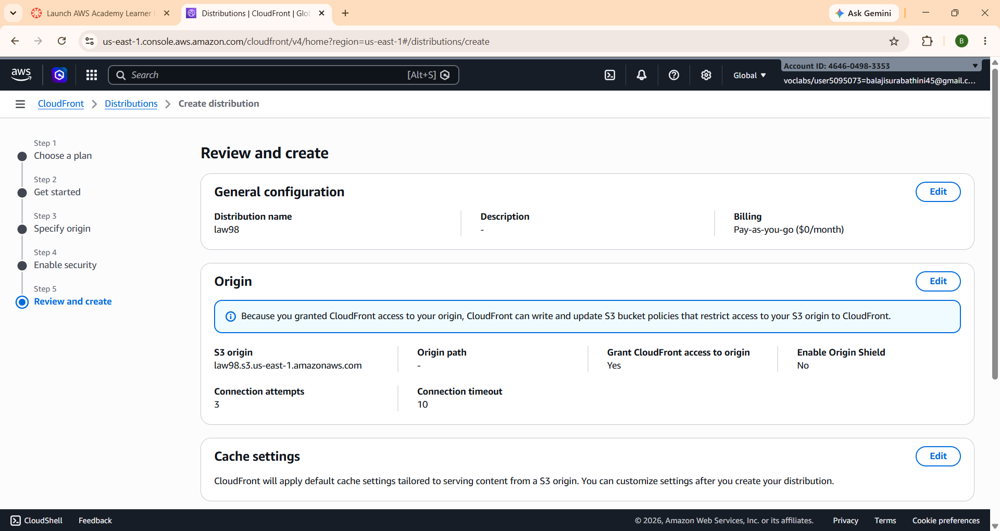 Launch AWS Academy Learner L
Distributions | CloudFront | Glo
Ask Gemini
us-east-1.console.aws.amazon.com/cloudfront/v4/home?region=us-east-1#/distributions/create
B
aws
Search
[Alt+S]
Global
Account ID: 4646-0498-3353
voclabs/user5095073=balajisurabathini45@gmail.c...
CloudFront
Distributions
Create distribution
Step 1
Choose a plan
Step 2
Get started
Step 3
Specify origin
Step 4
Enable security
Step 5
Review and create
Review and create
General configuration
Edit
Distribution name
law98
Description
-
Billing
Pay-as-you-go ($0/month)
Origin
Edit
Because you granted CloudFront access to your origin, CloudFront can write and update S3 bucket policies that restrict access to your S3 origin to CloudFront.
S3 origin
law98.s3.us-east-1.amazonaws.com
Origin path
-
Grant CloudFront access to origin
Yes
Enable Origin Shield
No
Connection attempts
3
Connection timeout
10
Cache settings
Edit
CloudFront will apply default cache settings tailored to serving content from a S3 origin. You can customize settings after you create your distribution.
CloudShell
Feedback
© 2026, Amazon Web Services, Inc. or its affiliates.
Privacy
Terms
Cookie preferences